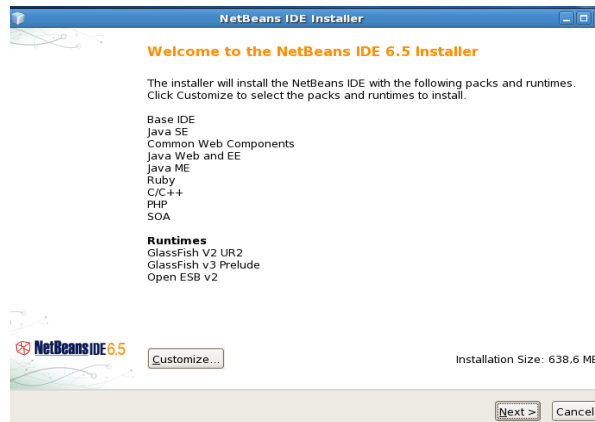 NetBeans IDE Installer
Welcome to the NetBeans IDE 6.5 Installer
The installer will install the NetBeans IDE with the following packs and runtimes.
Click Customize to select the packs and runtimes to install.
Base IDE
Java SE
Common Web Components
Java Web and EE
Java ME
Ruby
C/C++
PHP
SOA
Runtimes
GlassFish V2 UR2
GlassFish v3 Prelude
Open ESB v2
NetBeans IDE 6.5
Customize...
Installation Size: 638,6 MB
Next >
Cancel